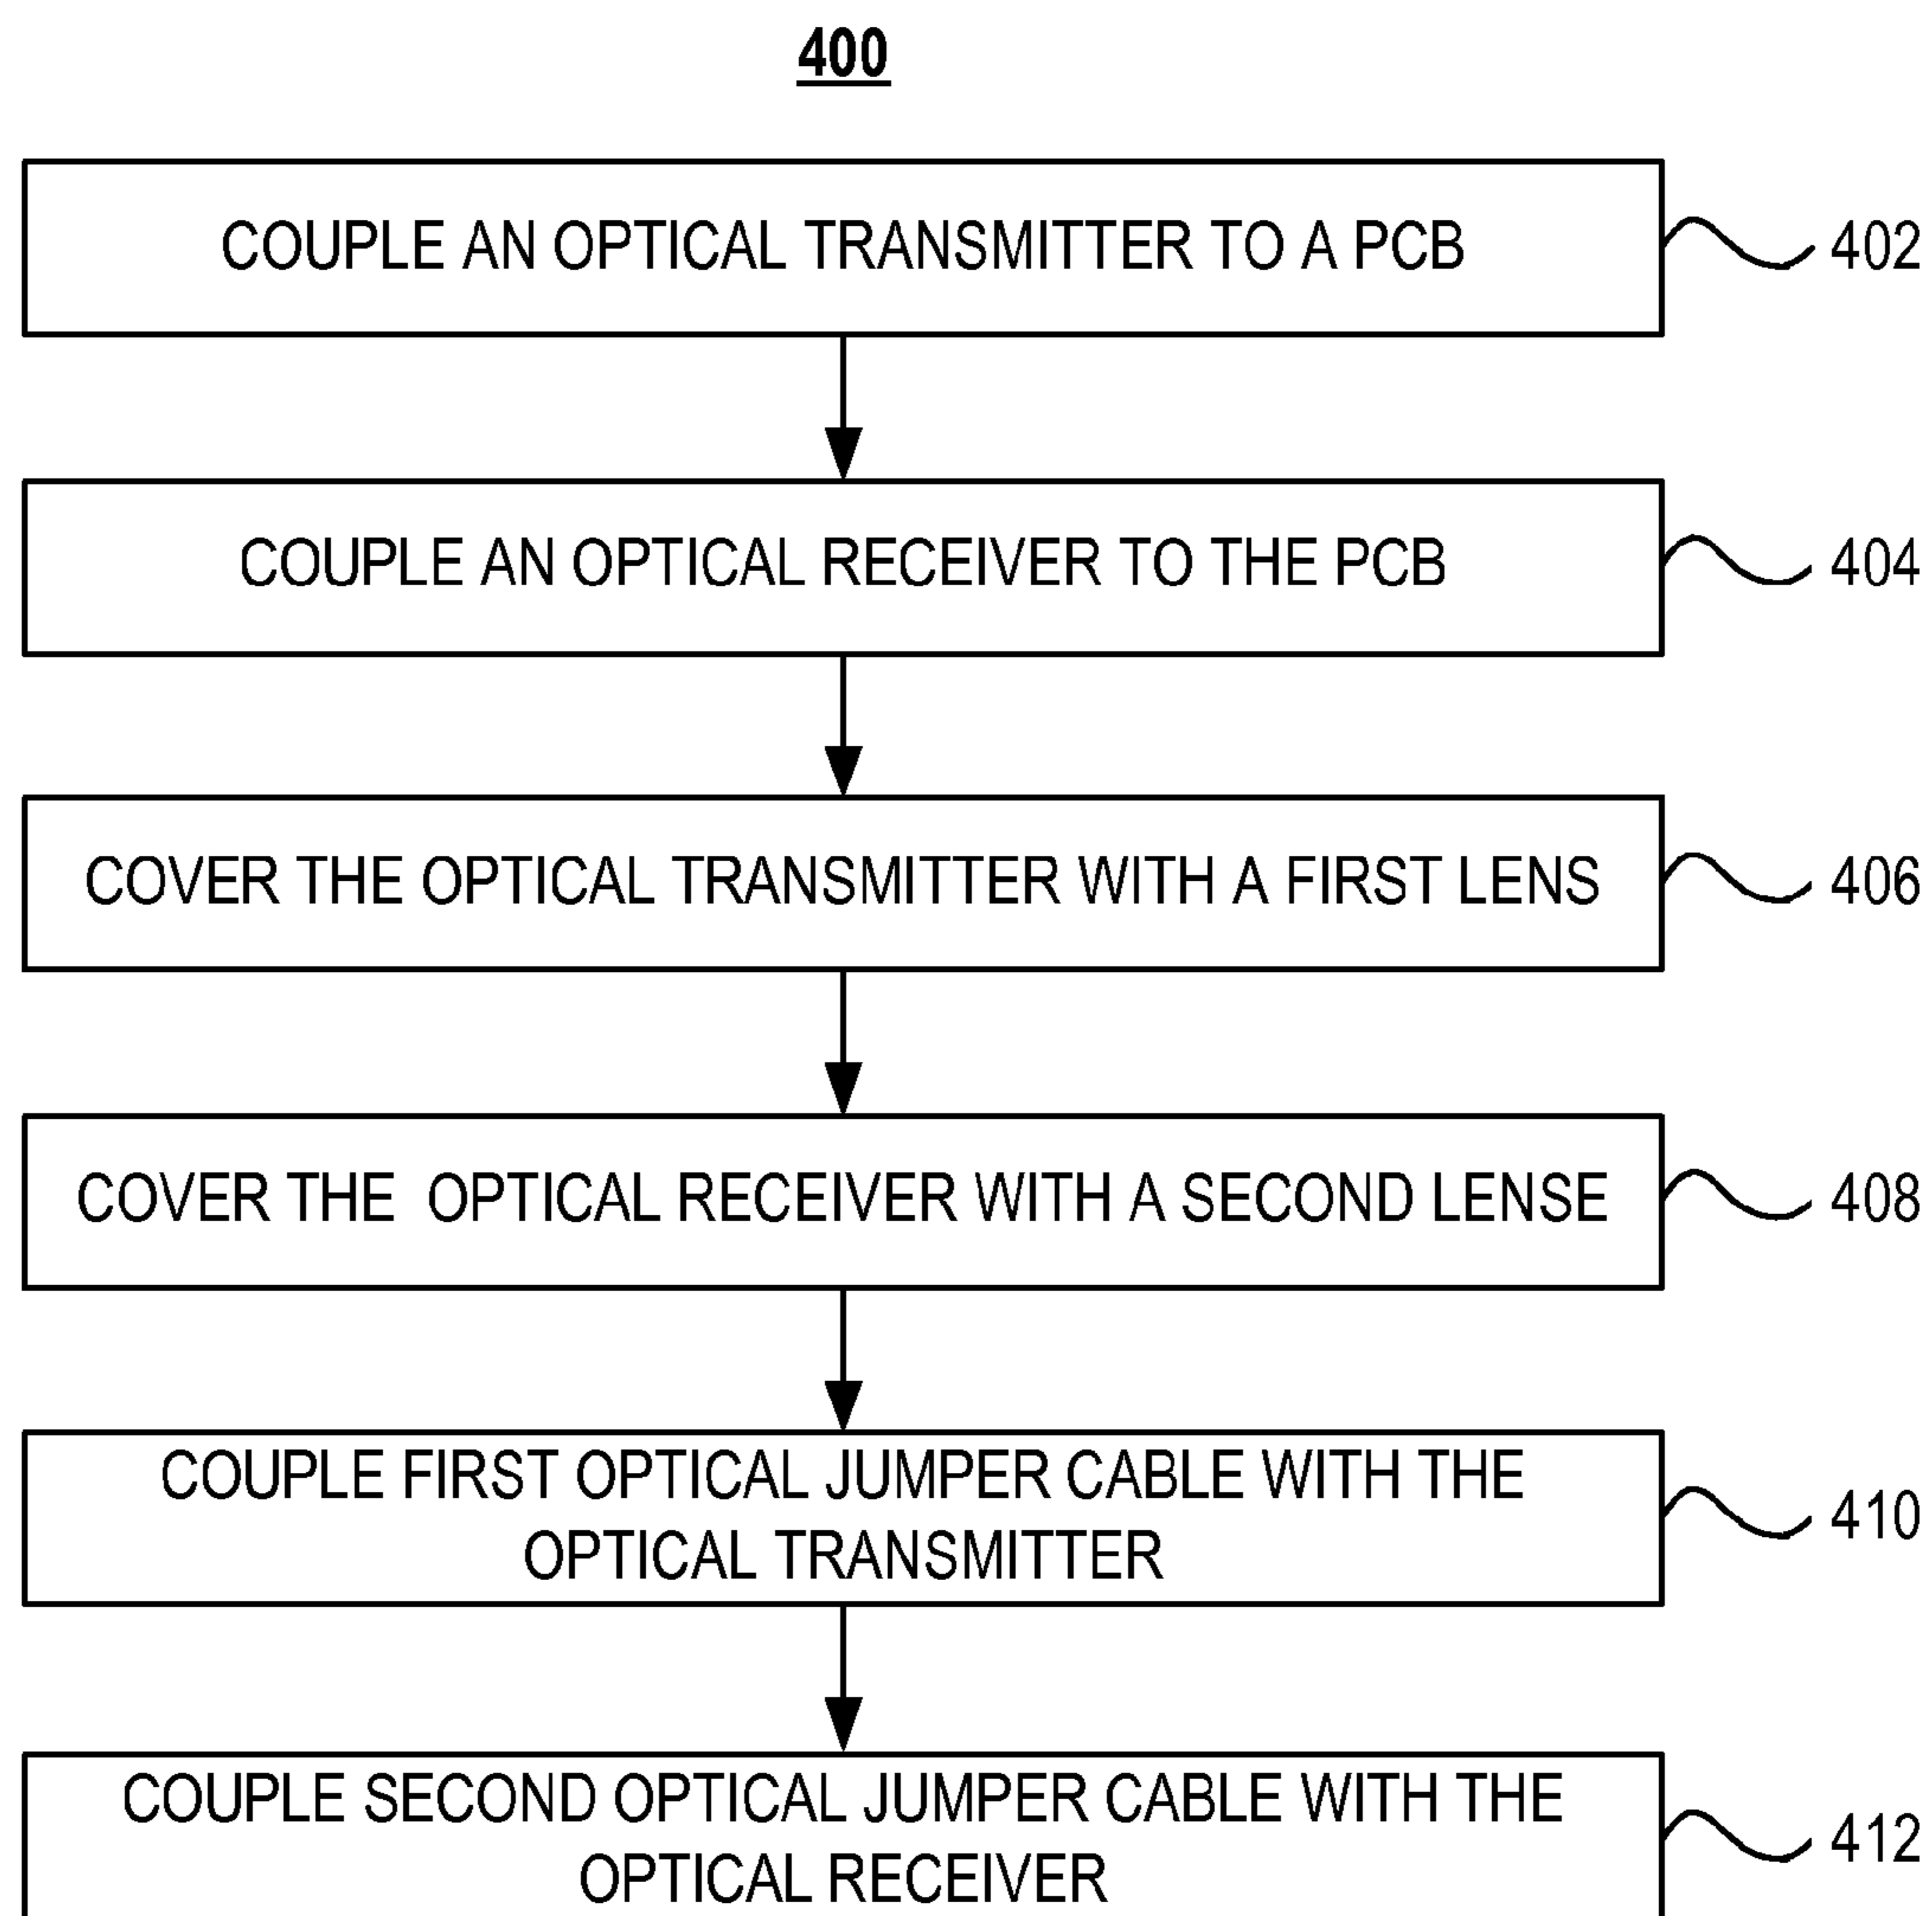 400
COUPLE AN OPTICAL TRANSMITTER TO A PCB
402
COUPLE AN OPTICAL RECEIVER TO THE PCB
404
COVER THE OPTICAL TRANSMITTER WITH A FIRST LENS
406
COVER THE OPTICAL RECEIVER WITH A SECOND LENSE
408
COUPLE FIRST OPTICAL JUMPER CABLE WITH THE
OPTICAL TRANSMITTER
410
COUPLE SECOND OPTICAL JUMPER CABLE WITH THE
OPTICAL RECEIVER
412